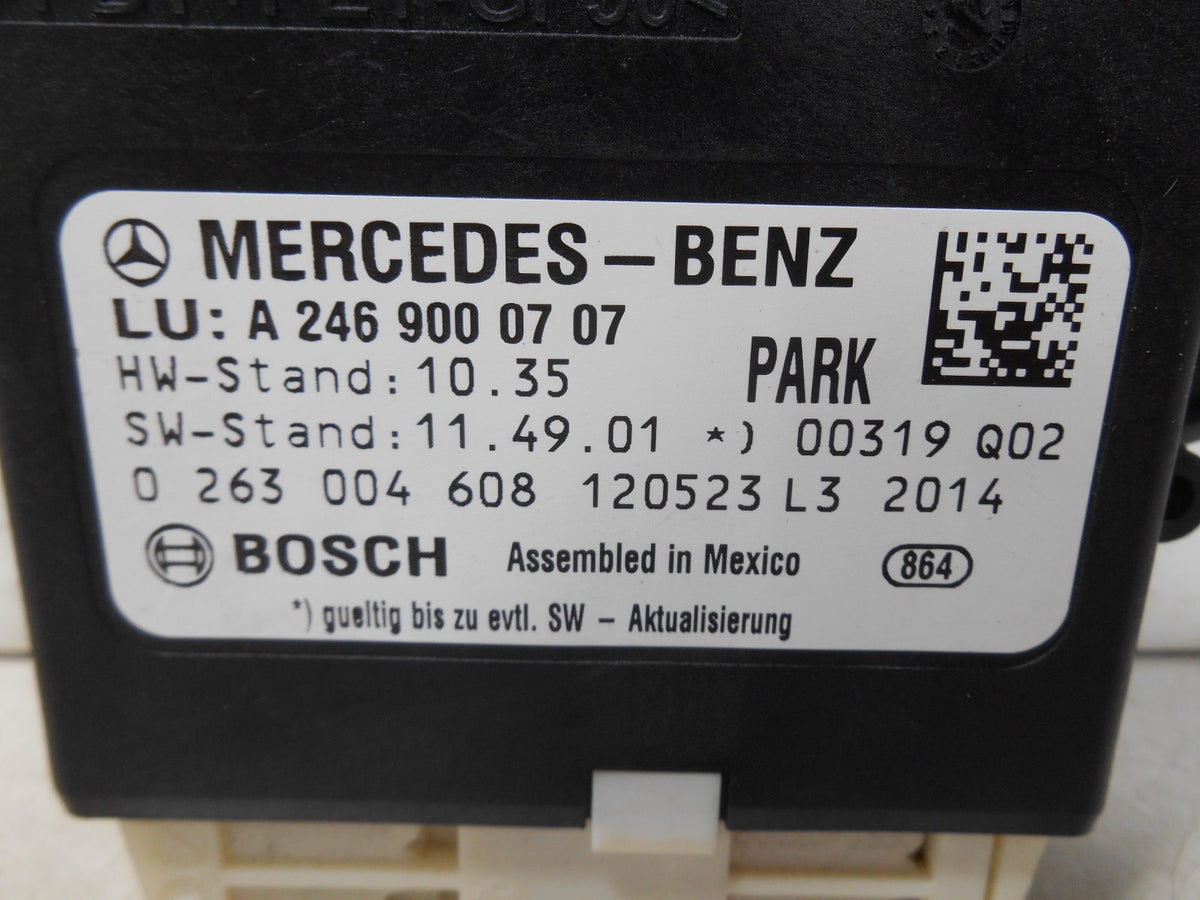 MERCEDES-BENZ
LU: A 246 900 07 07
HW-Stand: 10.35
PARK
SW-Stand: 11.49.01 *) 00319 Q02
0 263 004 608 120523 L3 2014
BOSCH Assembled in Mexico 864
*) gueltig bis zu evtl. SW - Aktualisierung